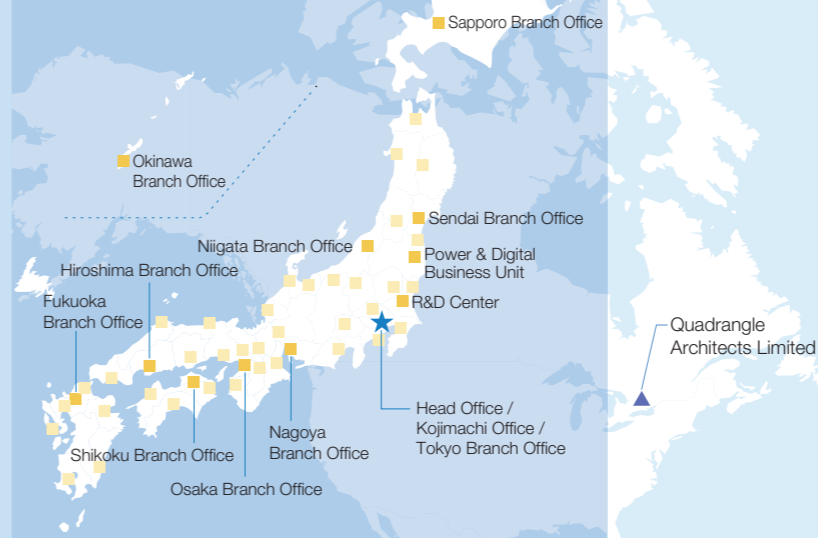 Sapporo Branch Office
Okinawa
Branch Office
Sendai Branch Office
Niigata Branch Office
Power & Digital
Business Unit
Hiroshima Branch Office
Fukuoka
Branch Office
R&D Center
Quadrangle
Architects Limited
Head Office /
Kojimachi Office /
Tokyo Branch Office
Nagoya
Branch Office
Shikoku Branch Office
Osaka Branch Office